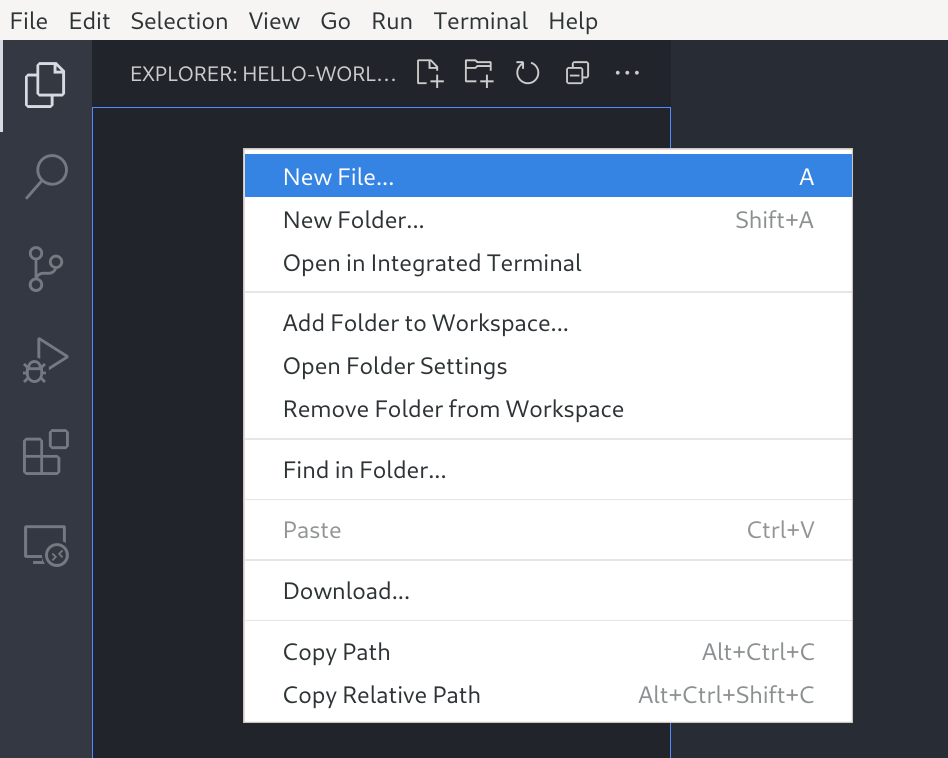 File Edit Selection View Go Run Terminal Help
EXPLORER: HELLO-WORL...
New File... A
New Folder... Shift+A
Open in Integrated Terminal
Add Folder to Workspace...
Open Folder Settings
Remove Folder from Workspace
Find in Folder...
Paste Ctrl+V
Download...
Copy Path Alt+Ctrl+C
Copy Relative Path Alt+Ctrl+Shift+C